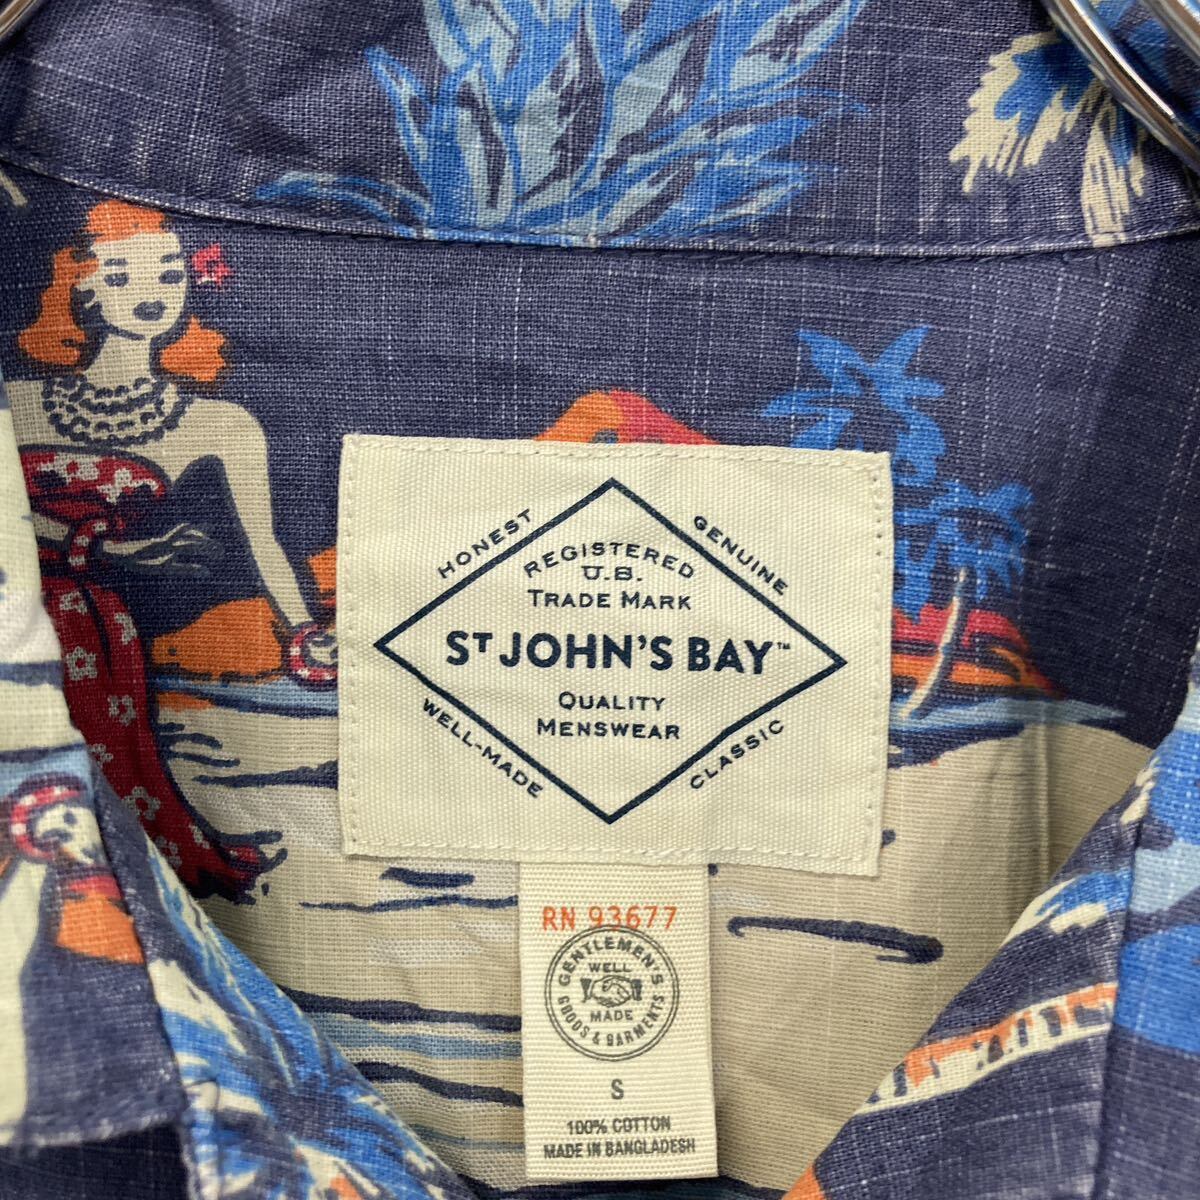 HONEST
GENUINE
REGISTERED
U.S.
TRADE MARK
ST JOHN'S BAY™
QUALITY
MENSWEAR
WELL-MADE
CLASSIC
RN 93677
GENTLEMEN'S
WELL
MADE
GOODS & GARMENTS
S
100% COTTON
MADE IN BANGLADESH